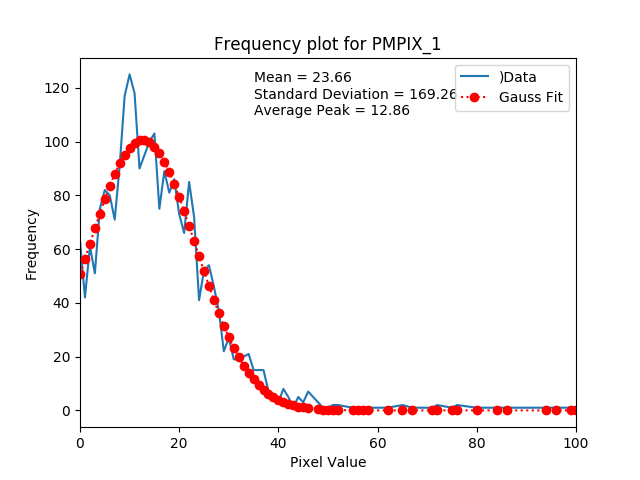 Frequency plot for PMPIX_1
Mean = 23.66
Standard Deviation = 169.26
Average Peak = 12.86
)Data
Gauss Fit
Frequency
120
100
80
60
40
20
0
0 20 40 60 80 100
Pixel Value